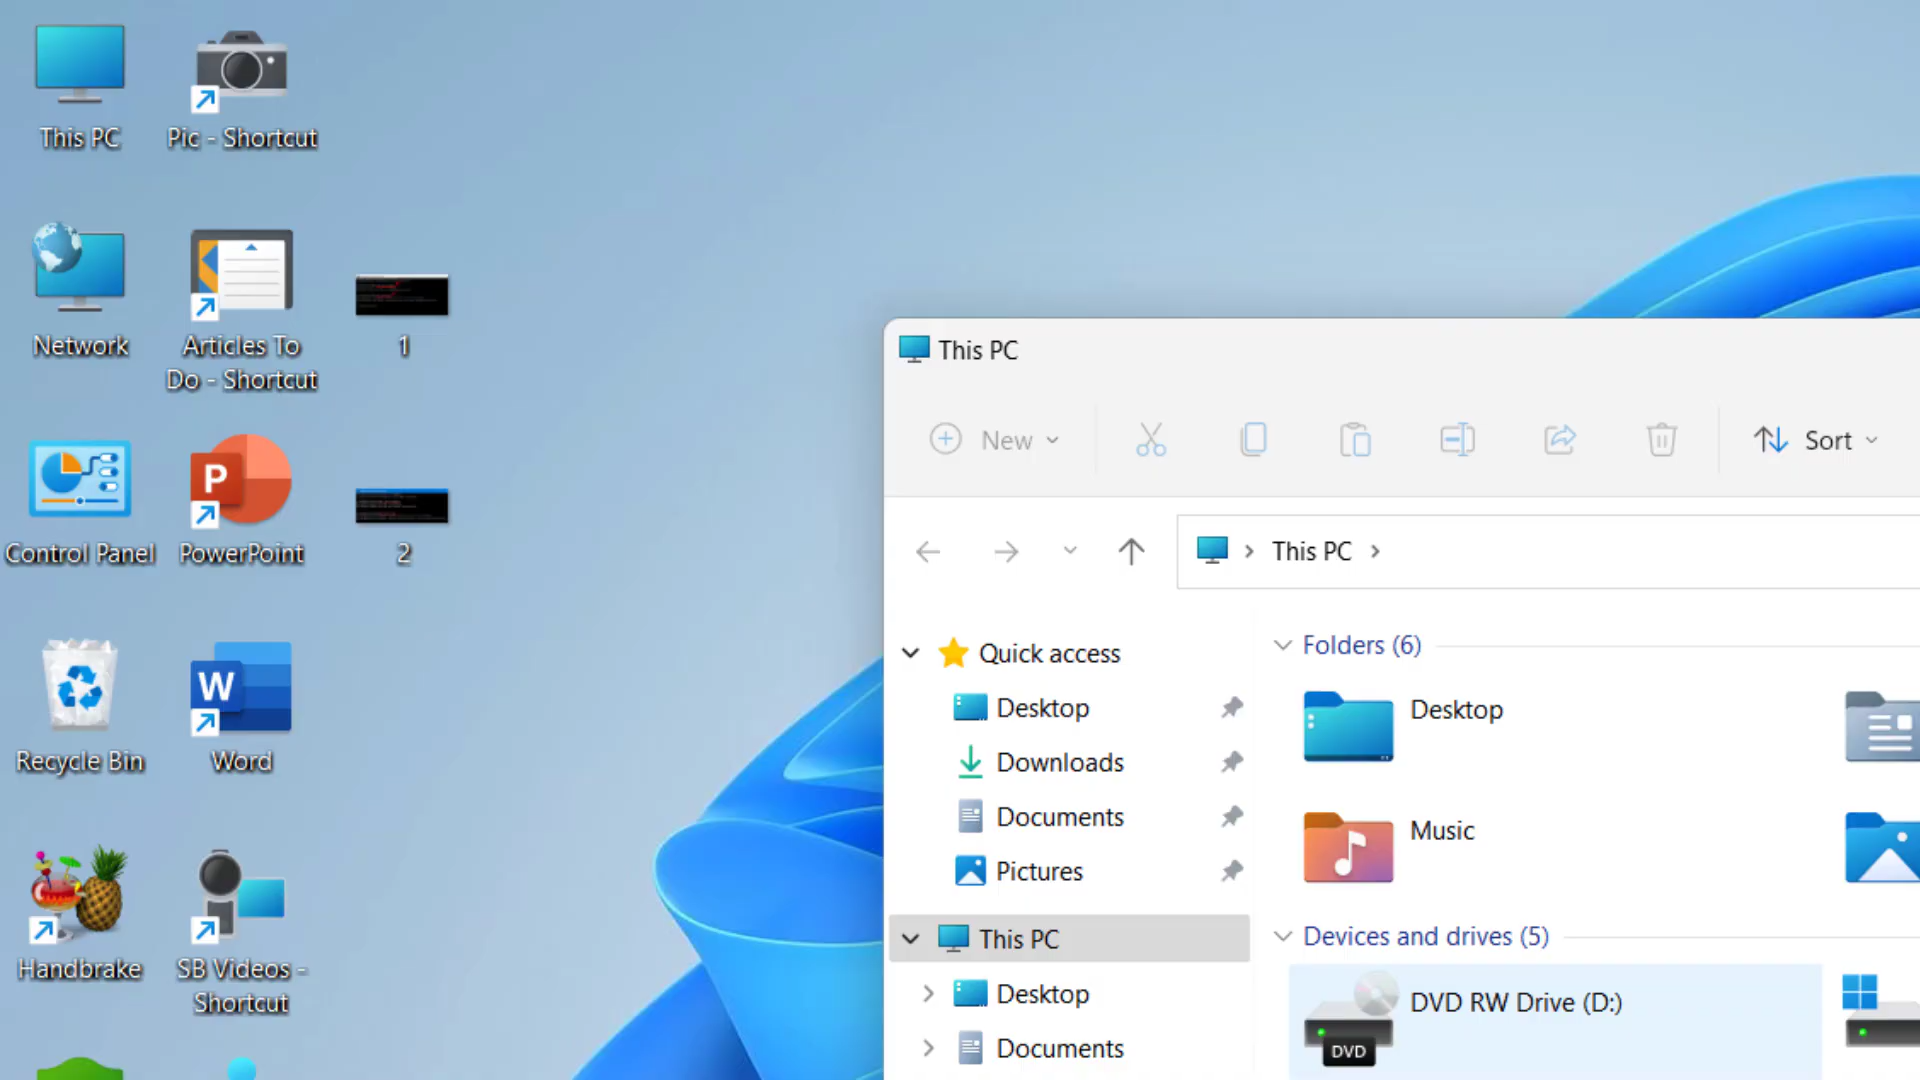 This PC
Pic - Shortcut
Network
Articles To
Do - Shortcut
1
Control Panel
P
PowerPoint
2
Recycle Bin
W
Word
Handbrake
SB Videos -
Shortcut
This PC
New
Sort
This PC
Quick access
Desktop
Downloads
Documents
Pictures
This PC
Desktop
Documents
Folders (6)
Desktop
Music
Devices and drives (5)
DVD RW Drive (D:)
DVD